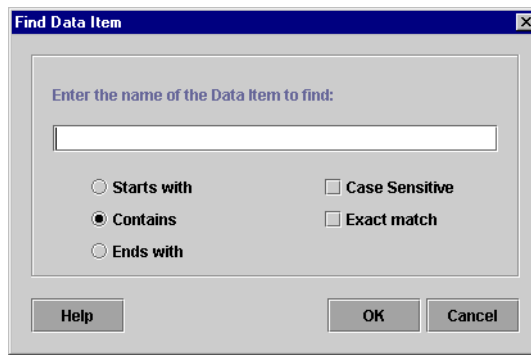 Find Data Item
Enter the name of the Data Item to find:
Starts with
Case Sensitive
Contains
Exact match
Ends with
Help
OK
Cancel